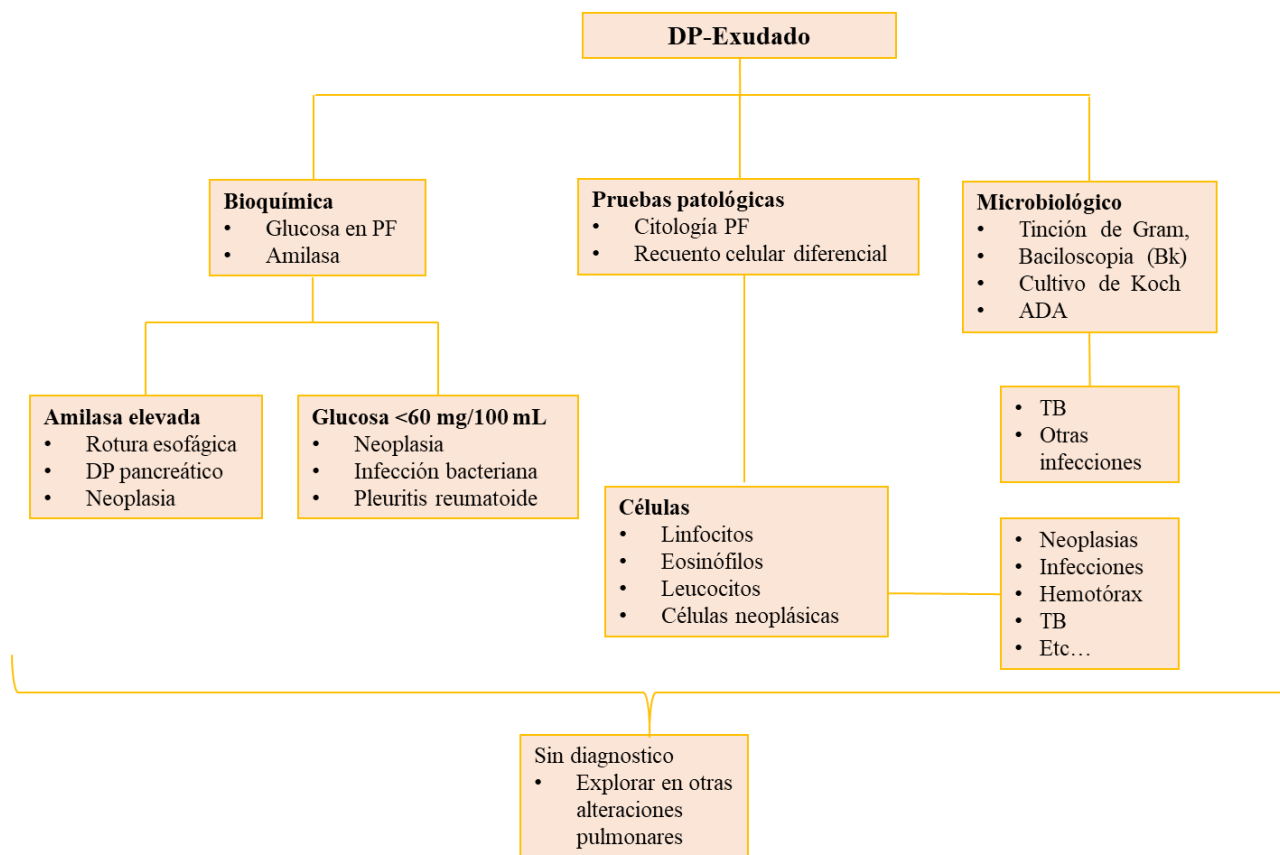 DP-Exudado
Bioquímica
• Glucosa en PF
• Amilasa
Pruebas patológicas
• Citología PF
• Recuento celular diferencial
Microbiológico
• Tinción de Gram,
• Baciloscopia (Bk)
• Cultivo de Koch
• ADA
Amilasa elevada
• Rotura esofágica
• DP pancreático
• Neoplasia
Glucosa <60 mg/100 mL
• Neoplasia
• Infección bacteriana
• Pleuritis reumatoide
• TB
• Otras
infecciones
Células
• Linfocitos
• Eosinófilos
• Leucocitos
• Células neoplásicas
• Neoplasias
• Infecciones
• Hemotórax
• TB
• Etc…
Sin diagnostico
• Explorar en otras
alteraciones
pulmonares